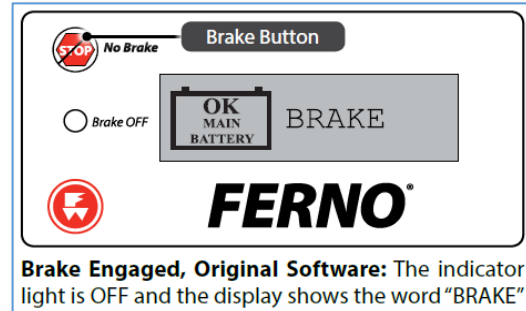 Brake Button
STOP No Brake
Brake OFF
OK
MAIN
BATTERY
BRAKE
FERNO®
Brake Engaged, Original Software: The indicator
light is OFF and the display shows the word “BRAKE”